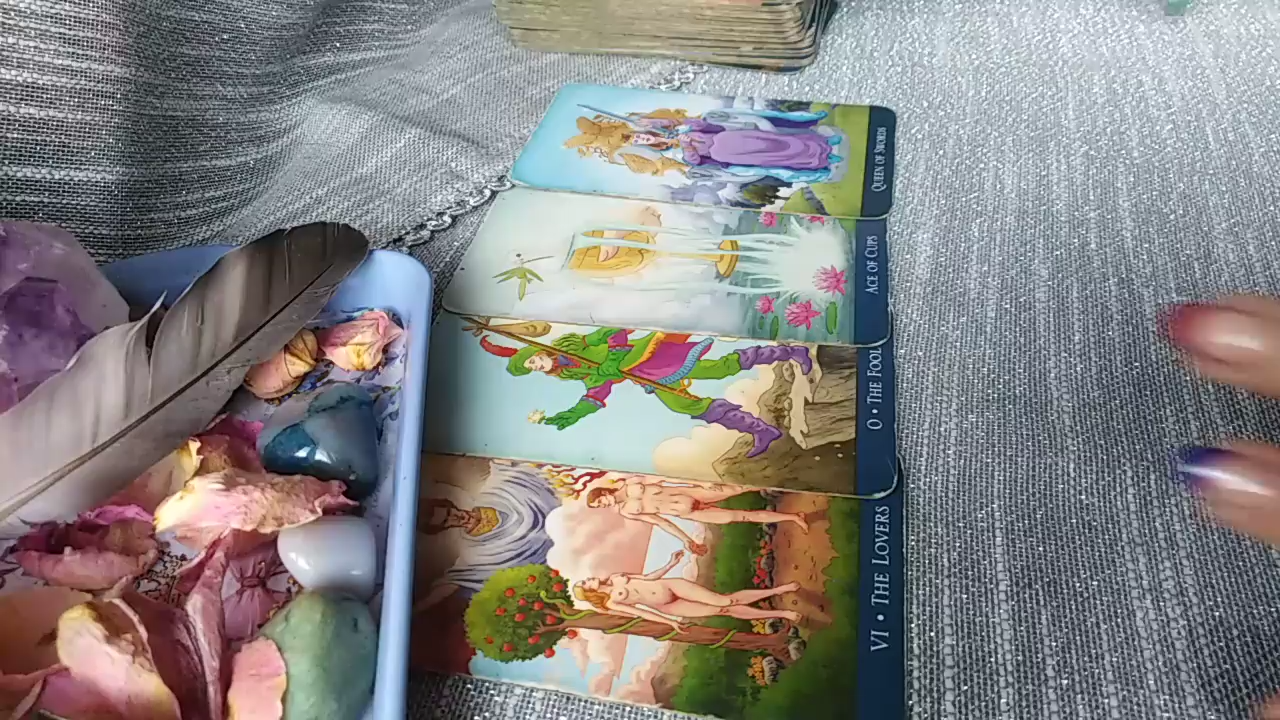 QUEEN OF SWORDS
ACE OF CUPS
0 • THE FOOL
VI • THE LOVERS